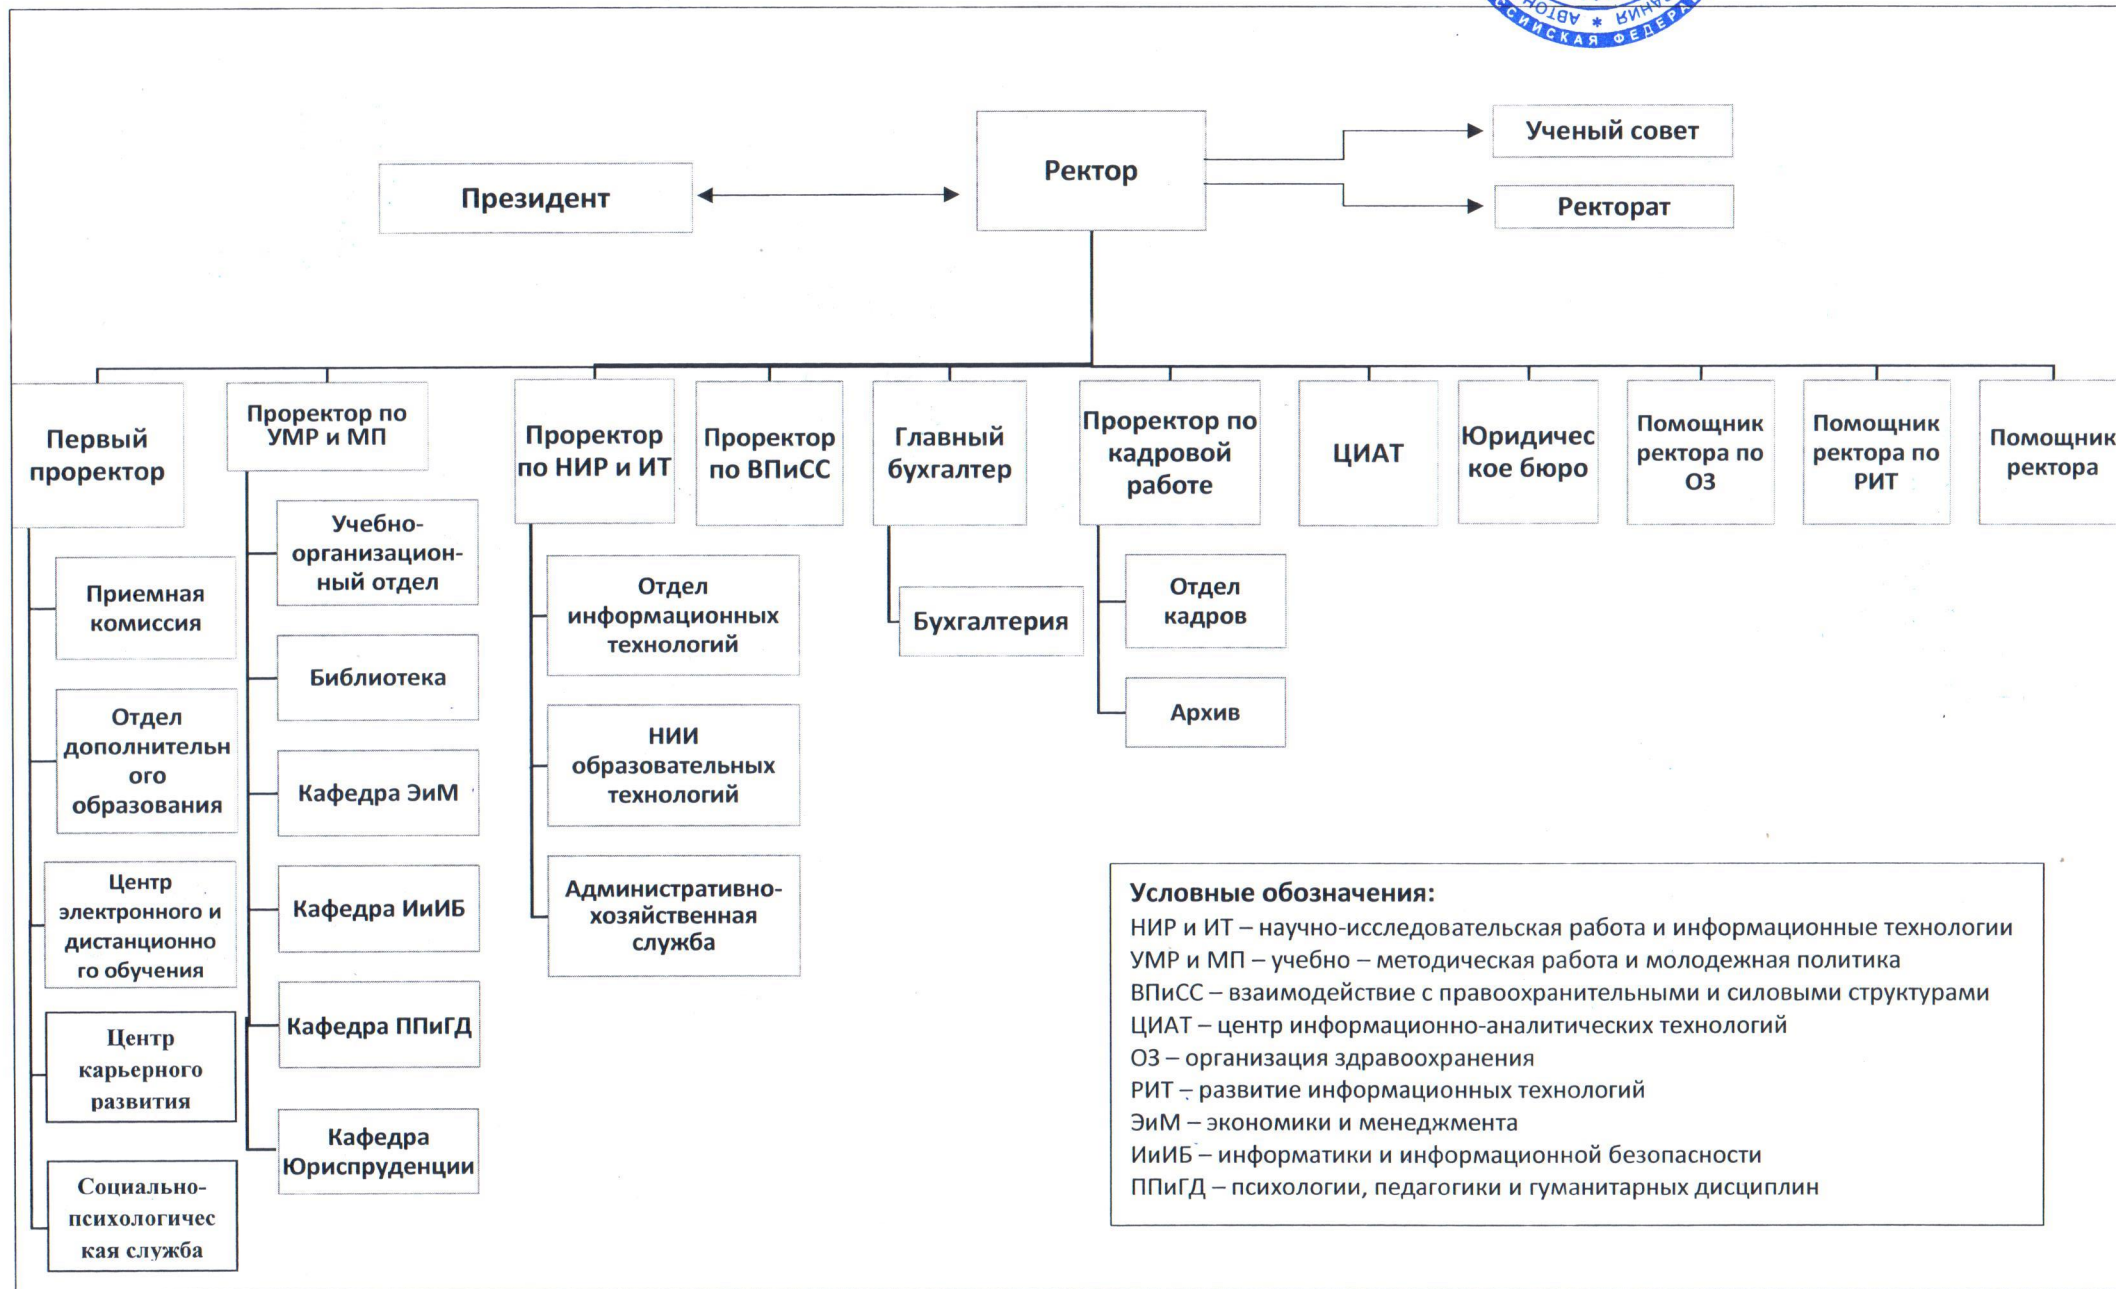 ССИЙСКАЯ ФЕДЕРА
Ректор
Ученый совет
Президент
Ректорат
Первый
проректор
Проректор по
УМР и МП
Проректор
по НИР и ИТ
Проректор
по ВПиСС
Главный
бухгалтер
Проректор по
кадровой
работе
ЦИАТ
Юридичес
кое бюро
Помощник
ректора по
ОЗ
Помощник
ректора по
РИТ
Помощник
ректора
Приемная
комиссия
Отдел
дополнительн
ого
образования
Центр
электронного и
дистанционно
го обучения
Центр
карьерного
развития
Социально-
психологичес
кая служба
Учебно-
организацион-
ный отдел
Библиотека
Кафедра ЭиМ
Кафедра ИиИБ
Кафедра ППиГД
Кафедра
Юриспруденции
Отдел
информационных
технологий
НИИ
образовательных
технологий
Административно-
хозяйственная
служба
Бухгалтерия
Отдел
кадров
Архив
Условные обозначения:
НИР и ИТ – научно-исследовательская работа и информационные технологии
УМР и МП – учебно – методическая работа и молодежная политика
ВПиСС – взаимодействие с правоохранительными и силовыми структурами
ЦИАТ – центр информационно-аналитических технологий
ОЗ – организация здравоохранения
РИТ – развитие информационных технологий
ЭиМ – экономики и менеджмента
ИиИБ – информатики и информационной безопасности
ППиГД – психологии, педагогики и гуманитарных дисциплин